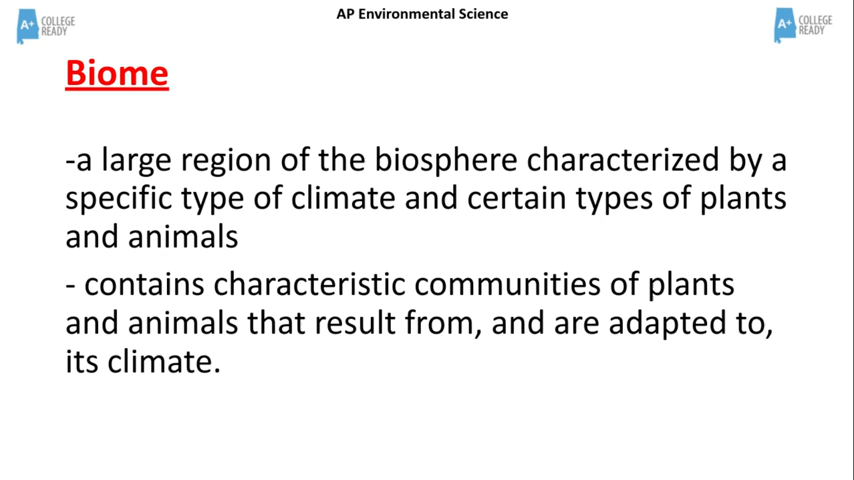 AP Environmental Science
A+ COLLEGE
READY
A+ COLLEGE
READY
Biome
-a large region of the biosphere characterized by a
specific type of climate and certain types of plants
and animals
- contains characteristic communities of plants
and animals that result from, and are adapted to,
its climate.